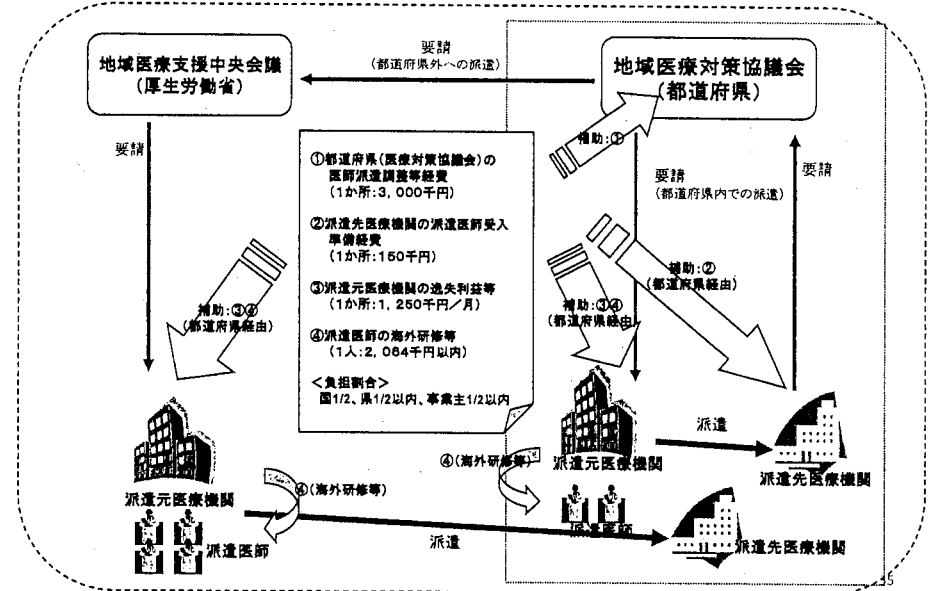 要請
(都道府県外への派遣)
地域医療支援中央会議
(厚生労働省)
地域医療対策協議会
(都道府県)
要請
補助:①
要請
(都道府県内での派遣)
要請
①都道府県(医療対策協議会)の
医師派遣調整等経費
(1か所:3,000千円)
②派遣先医療機関の派遣医師受入
準備経費
(1か所:150千円)
③派遣元医療機関の逸失利益等
(1か所:1,250千円/月)
④派遣医師の海外研修等
(1人:2,064千円以内)
<負担割合>
国1/2、県1/2以内、事業主1/2以内
補助:③④
(都道府県経由)
補助:③④
(都道府県経由)
補助:②
(都道府県経由)
派遣
④(海外研修等)
派遣元医療機関
派遣先医療機関
派遣医師
派遣元医療機関
④(海外研修等)
派遣医師
派遣
派遣先医療機関
35